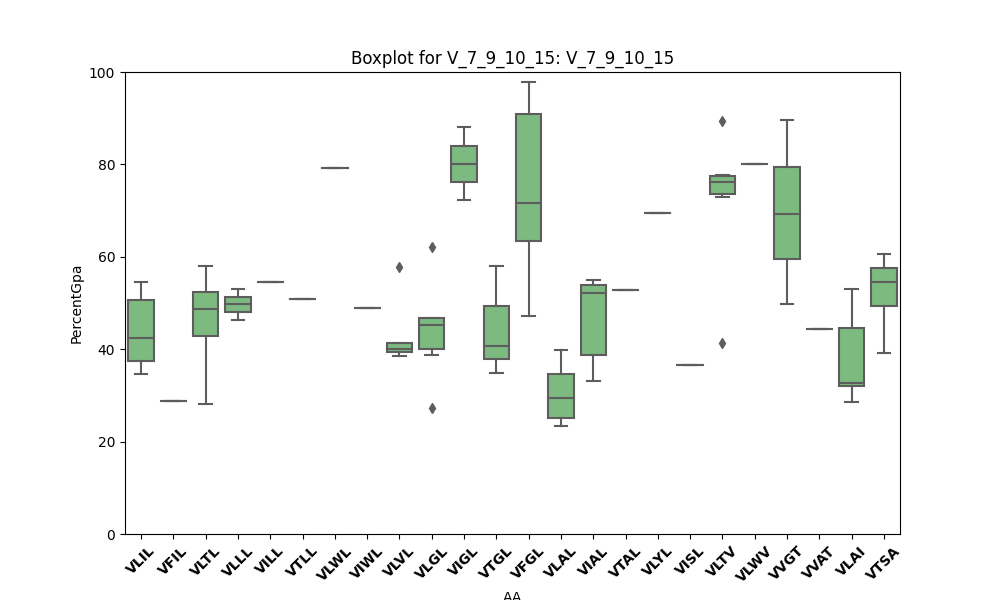 Boxplot for V_7_9_10_15: V_7_9_10_15
PercentGpa
100
80
60
40
20
0
VLIL VFIL VLTL VLLL VILL VTLL VLWL VIWL VLVL VLGL VIGL VTGL VFGL VLAL VIAL VTAL VLYL VISL VLTV VLWV VVGT VVAT VLAI VTSA
AA